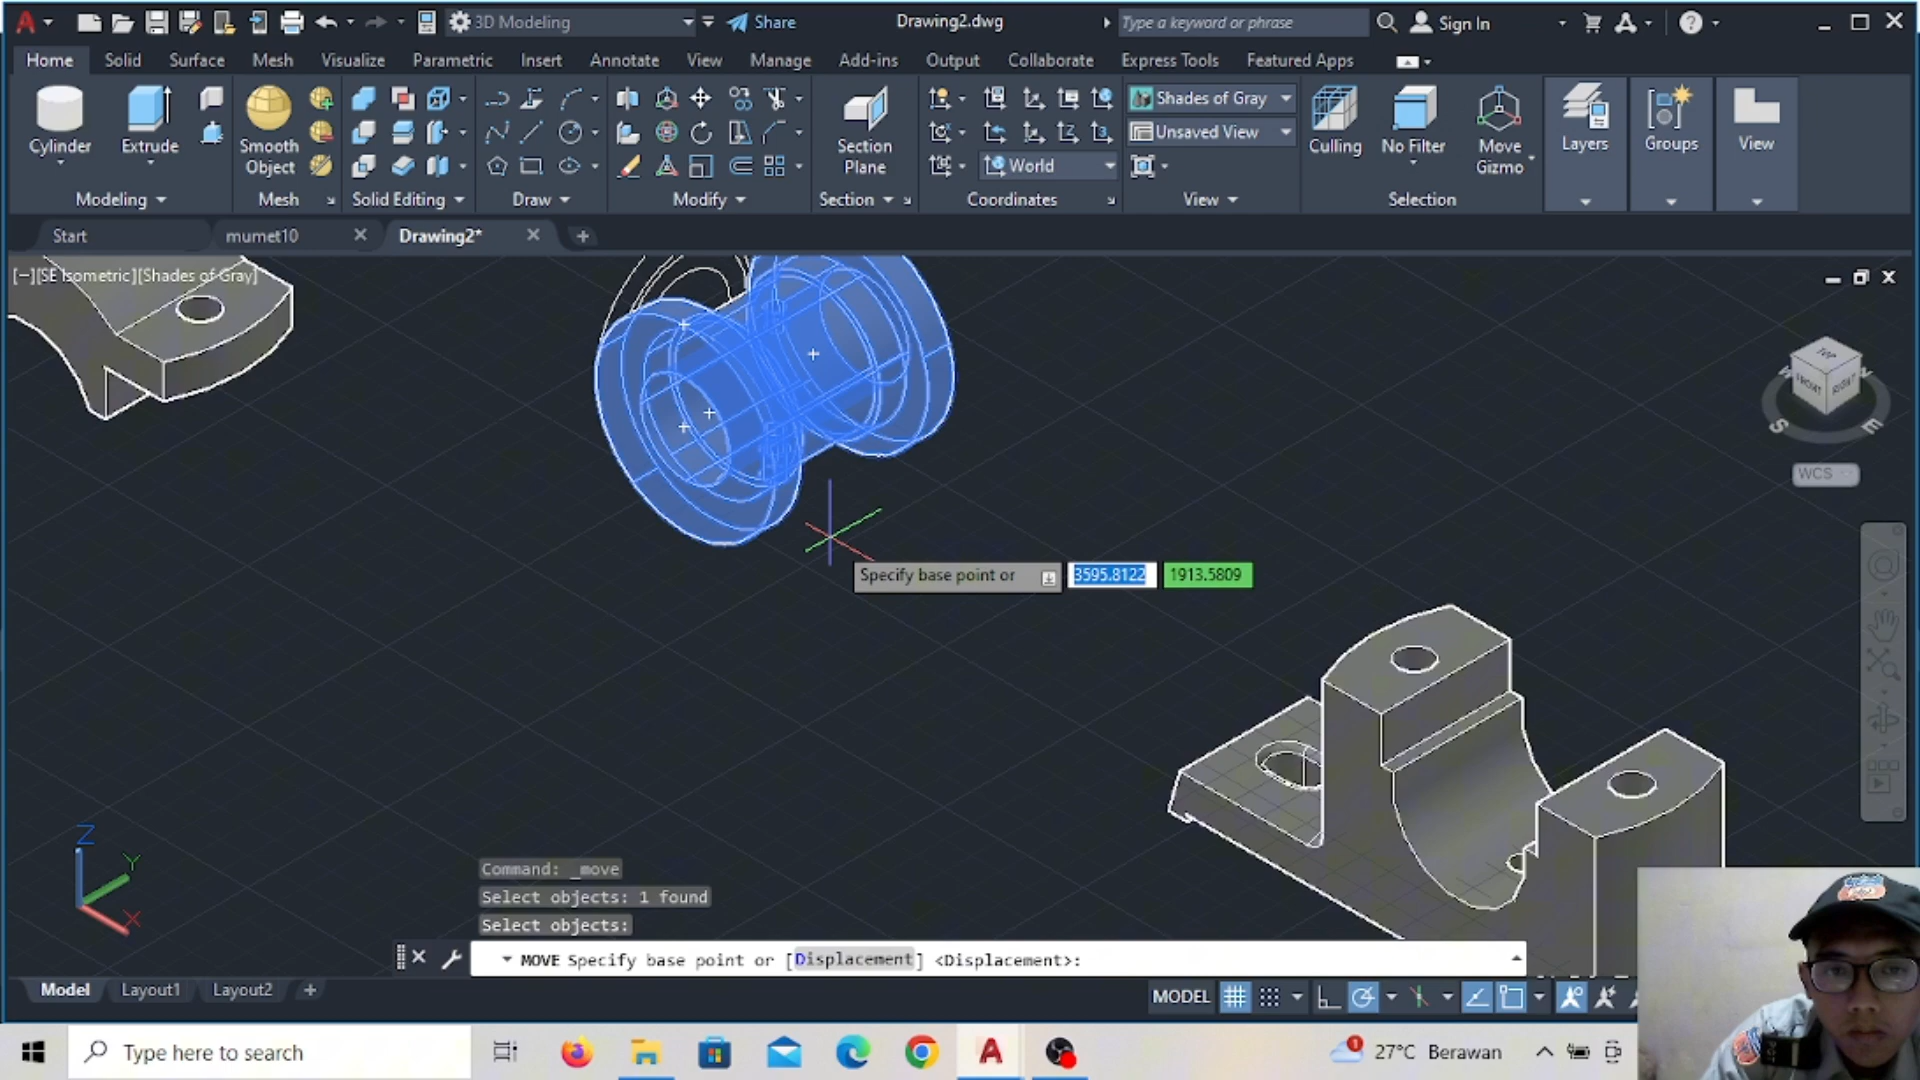 3D Modeling
Share
Drawing2.dwg
Type a keyword or phrase
Sign In
Home Solid Surface Mesh Visualize Parametric Insert Annotate View Manage Add-ins Output Collaborate Express Tools Featured Apps
Cylinder
Extrude
Smooth Object
Section Plane
World
Shades of Gray
Unsaved View
Culling
No Filter
Move Gizmo
Layers
Groups
View
Modeling Mesh Solid Editing Draw Modify Section Coordinates View Selection
Start mumet10 Drawing2*
[−][SE Isometric][Shades of Gray]
TOP
FRONT RIGHT
S E
WCS
Specify base point or 3595.8122 1913.5809
Z
Y
X
Command: _move
Select objects: 1 found
Select objects:
MOVE Specify base point or [Displacement] <Displacement>:
Model Layout1 Layout2
MODEL
Type here to search
1
27°C Berawan